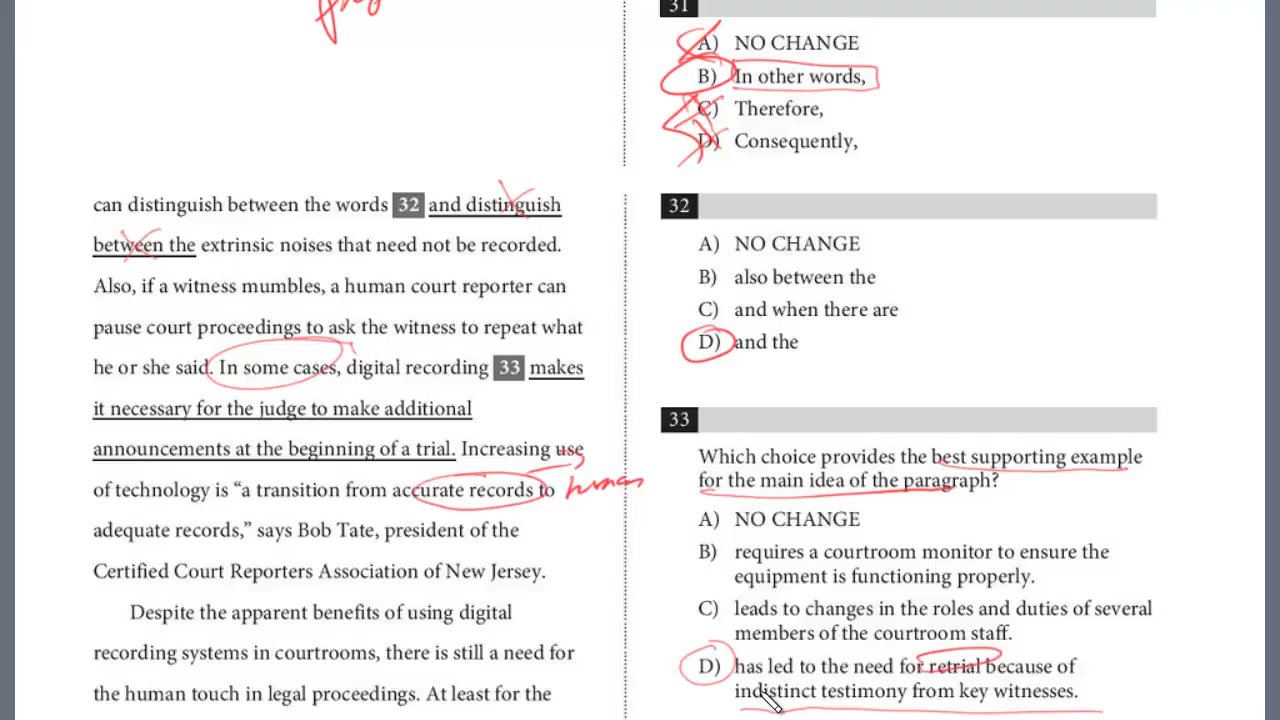 31
A) NO CHANGE
B) In other words,
C) Therefore,
D) Consequently,
can distinguish between the words 32 and distinguish
between the extrinsic noises that need not be recorded.
Also, if a witness mumbles, a human court reporter can
pause court proceedings to ask the witness to repeat what
he or she said. In some cases, digital recording 33 makes
it necessary for the judge to make additional
announcements at the beginning of a trial. Increasing use
of technology is “a transition from accurate records to
human
adequate records,” says Bob Tate, president of the
Certified Court Reporters Association of New Jersey.
Despite the apparent benefits of using digital
recording systems in courtrooms, there is still a need for
the human touch in legal proceedings. At least for the
32
A) NO CHANGE
B) also between the
C) and when there are
D) and the
33
Which choice provides the best supporting example
for the main idea of the paragraph?
A) NO CHANGE
B) requires a courtroom monitor to ensure the
equipment is functioning properly.
C) leads to changes in the roles and duties of several
members of the courtroom staff.
D) has led to the need for retrial because of
indistinct testimony from key witnesses.